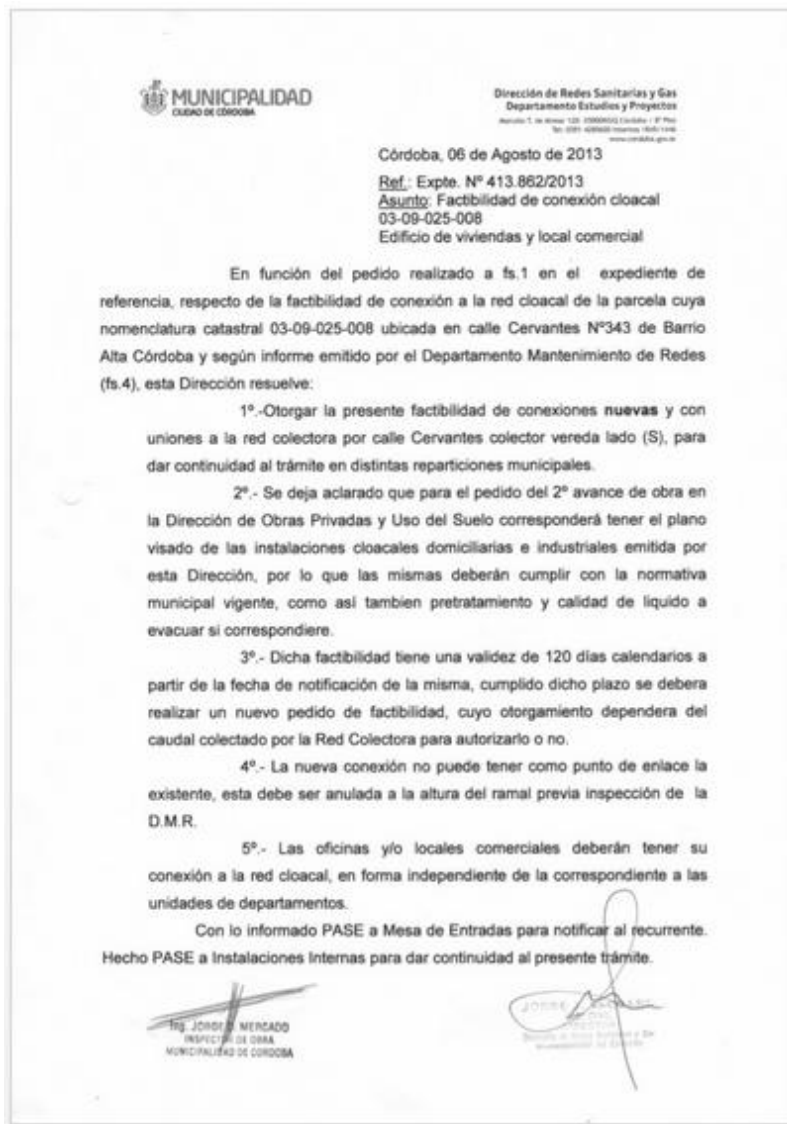 MUNICIPALIDAD
CIUDAD DE CÓRDOBA
Dirección de Redes Sanitarias y Gas
Departamento Estudios y Proyectos
Córdoba, 06 de Agosto de 2013
Ref.: Expte. Nº 413.862/2013
Asunto: Factibilidad de conexión cloacal
03-09-025-008
Edificio de viviendas y local comercial
En función del pedido realizado a fs.1 en el expediente de
referencia, respecto de la factibilidad de conexión a la red cloacal de la parcela cuya
nomenclatura catastral 03-09-025-008 ubicada en calle Cervantes Nº343 de Barrio
Alta Córdoba y según informe emitido por el Departamento Mantenimiento de Redes
(fs.4), esta Dirección resuelve:
1º.-Otorgar la presente factibilidad de conexiones nuevas y con
uniones a la red colectora por calle Cervantes colector vereda lado (S), para
dar continuidad al trámite en distintas reparticiones municipales.
2º.- Se deja aclarado que para el pedido del 2º avance de obra en
la Dirección de Obras Privadas y Uso del Suelo corresponderá tener el plano
visado de las instalaciones cloacales domiciliarias e industriales emitida por
esta Dirección, por lo que las mismas deberán cumplir con la normativa
municipal vigente, como así tambien pretratamiento y calidad de liquido a
evacuar si correspondiere.
3º.- Dicha factibilidad tiene una validez de 120 días calendarios a
partir de la fecha de notificación de la misma, cumplido dicho plazo se debera
realizar un nuevo pedido de factibilidad, cuyo otorgamiento dependera del
caudal colectado por la Red Colectora para autorizarlo o no.
4º.- La nueva conexión no puede tener como punto de enlace la
existente, esta debe ser anulada a la altura del ramal previa inspección de la
D.M.R.
5º.- Las oficinas y/o locales comerciales deberán tener su
conexión a la red cloacal, en forma independiente de la correspondiente a las
unidades de departamentos.
Con lo informado PASE a Mesa de Entradas para notificar al recurrente.
Hecho PASE a Instalaciones Internas para dar continuidad al presente trámite.
Ing. JORGE D. MERCADO
INSPECTOR DE OBRA
MUNICIPALIDAD DE CORDOBA
JORGE